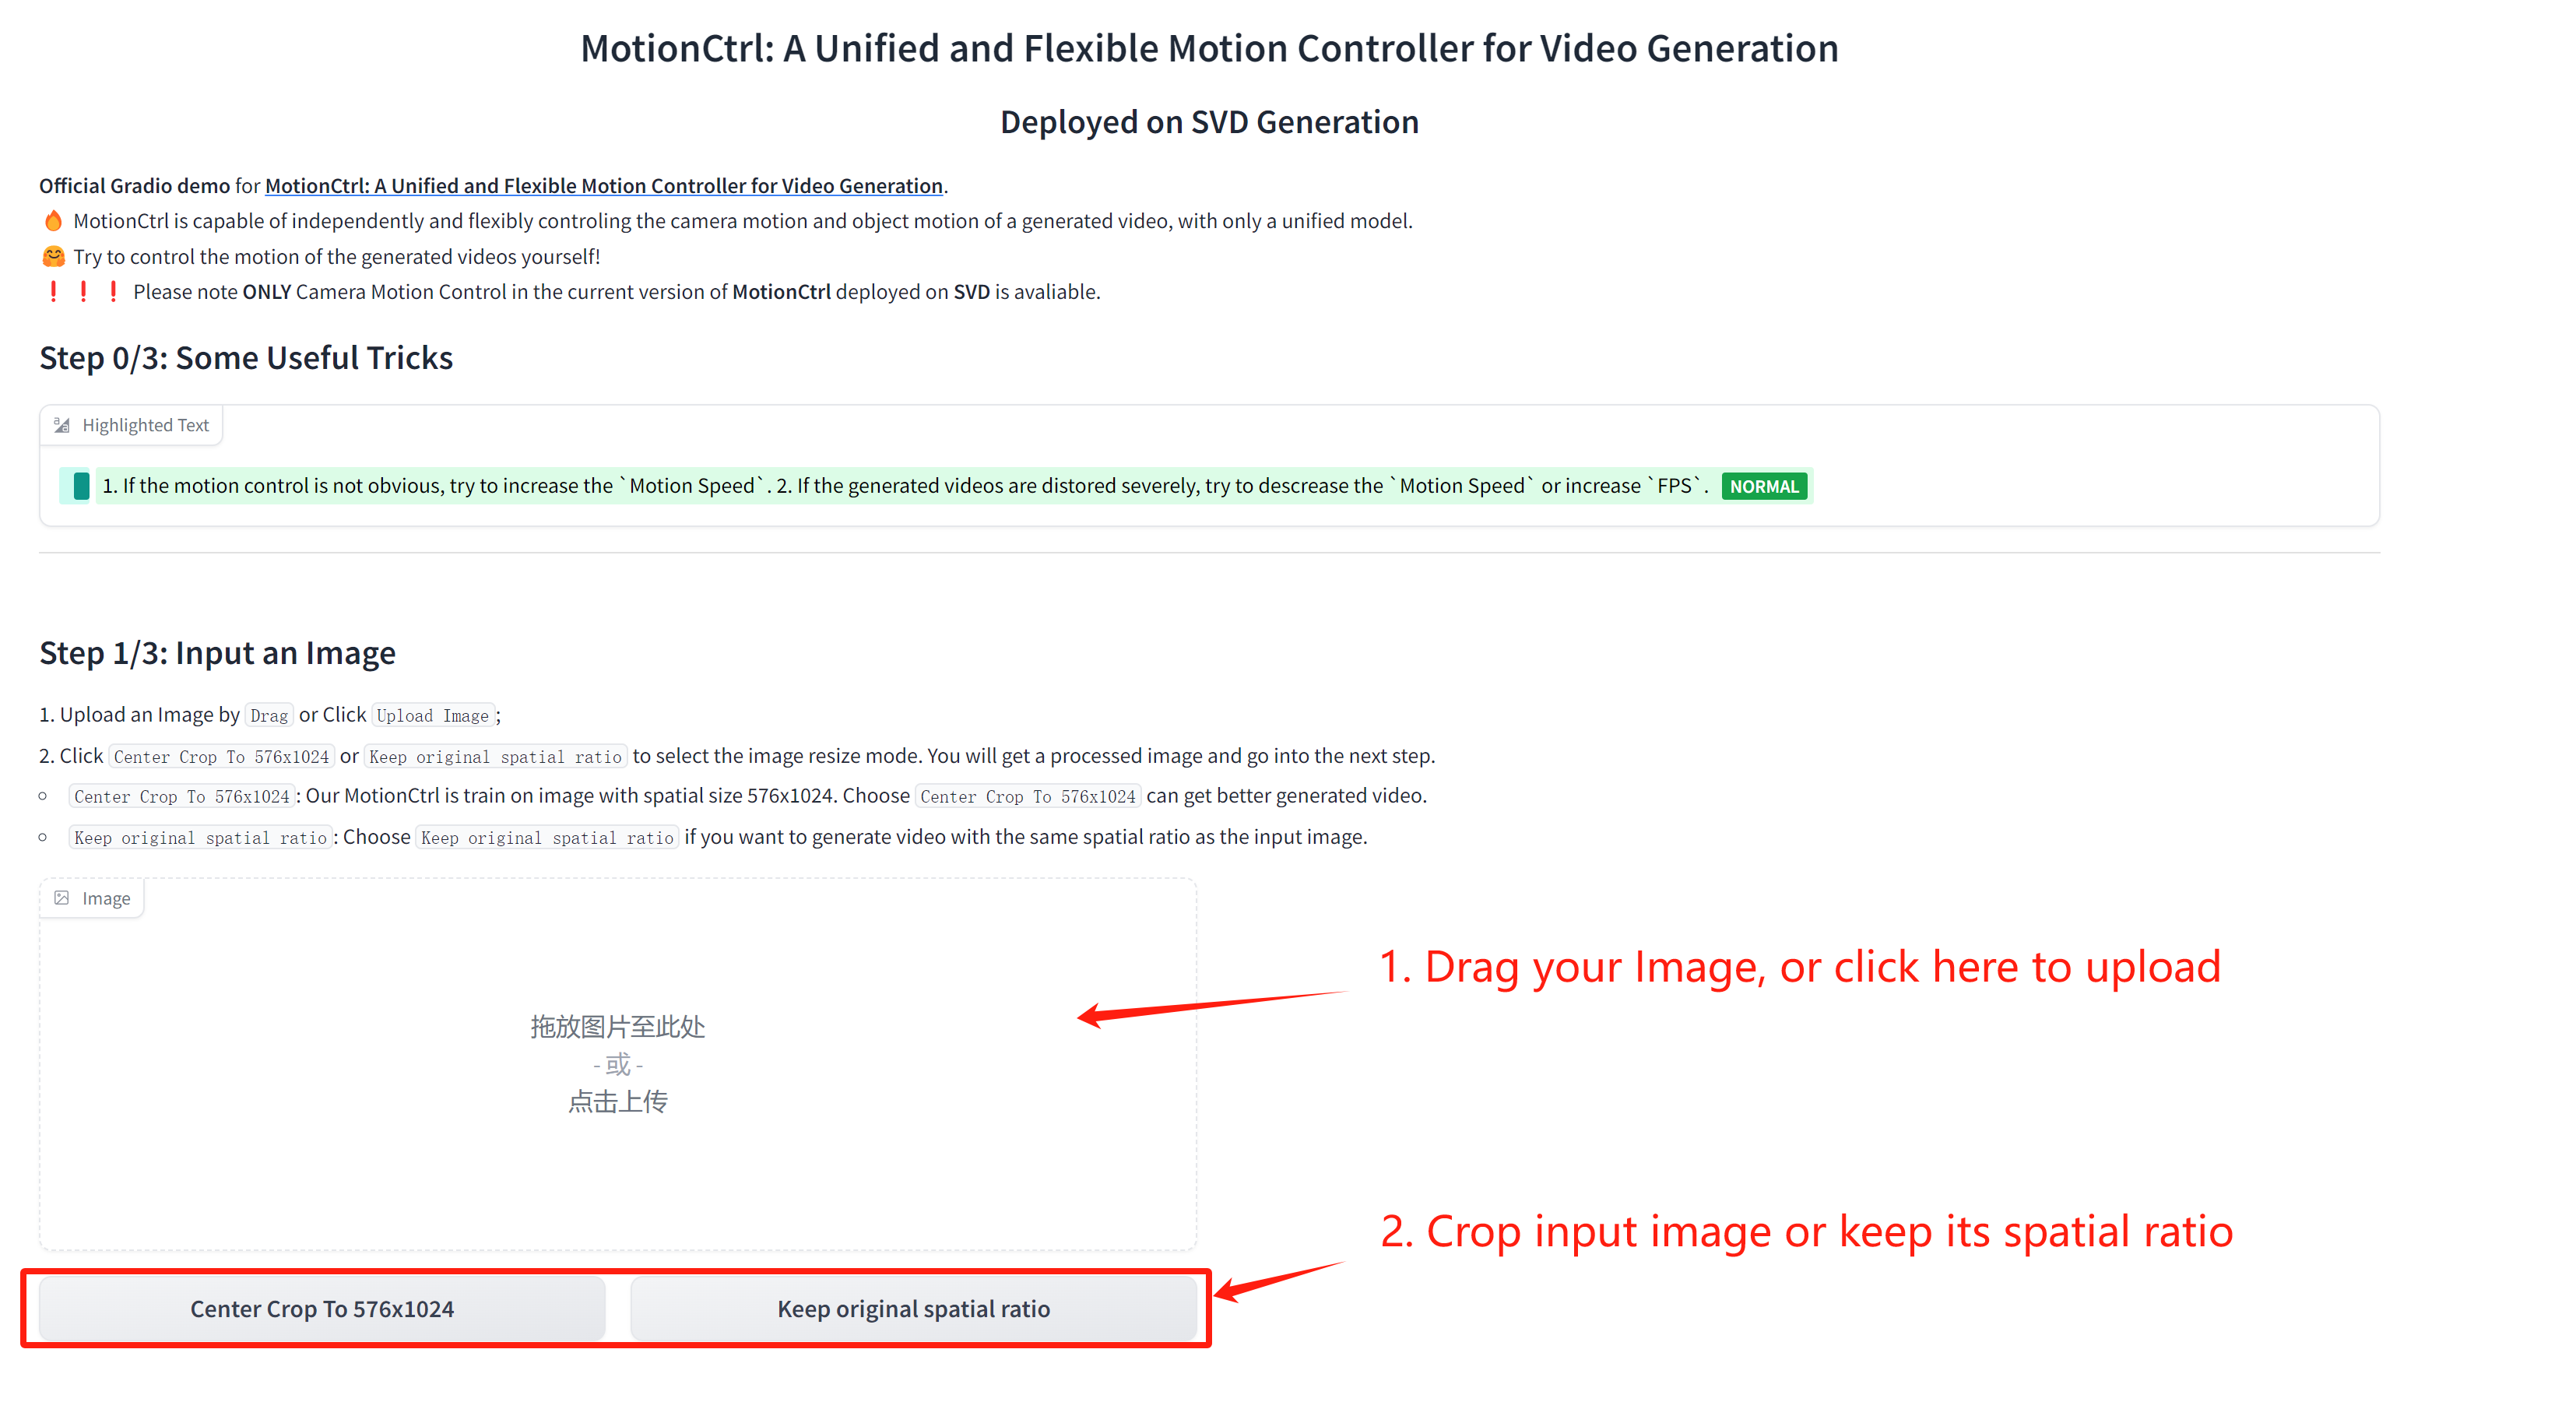 MotionCtrl: A Unified and Flexible Motion Controller for Video Generation
Deployed on SVD Generation
Official Gradio demo for MotionCtrl: A Unified and Flexible Motion Controller for Video Generation.
🔥 MotionCtrl is capable of independently and flexibly controling the camera motion and object motion of a generated video, with only a unified model.
🤗 Try to control the motion of the generated videos yourself!
❗ ❗ ❗ Please note ONLY Camera Motion Control in the current version of MotionCtrl deployed on SVD is avaliable.
Step 0/3: Some Useful Tricks
Highlighted Text
1. If the motion control is not obvious, try to increase the `Motion Speed`. 2. If the generated videos are distored severely, try to descrease the `Motion Speed` or increase `FPS`. NORMAL
Step 1/3: Input an Image
1. Upload an Image by Drag or Click Upload Image;
2. Click Center Crop To 576x1024 or Keep original spatial ratio to select the image resize mode. You will get a processed image and go into the next step.
Center Crop To 576x1024: Our MotionCtrl is train on image with spatial size 576x1024. Choose Center Crop To 576x1024 can get better generated video.
Keep original spatial ratio: Choose Keep original spatial ratio if you want to generate video with the same spatial ratio as the input image.
Image
1. Drag your Image, or click here to upload
拖放图片至此处
- 或 -
点击上传
2. Crop input image or keep its spatial ratio
Center Crop To 576x1024
Keep original spatial ratio